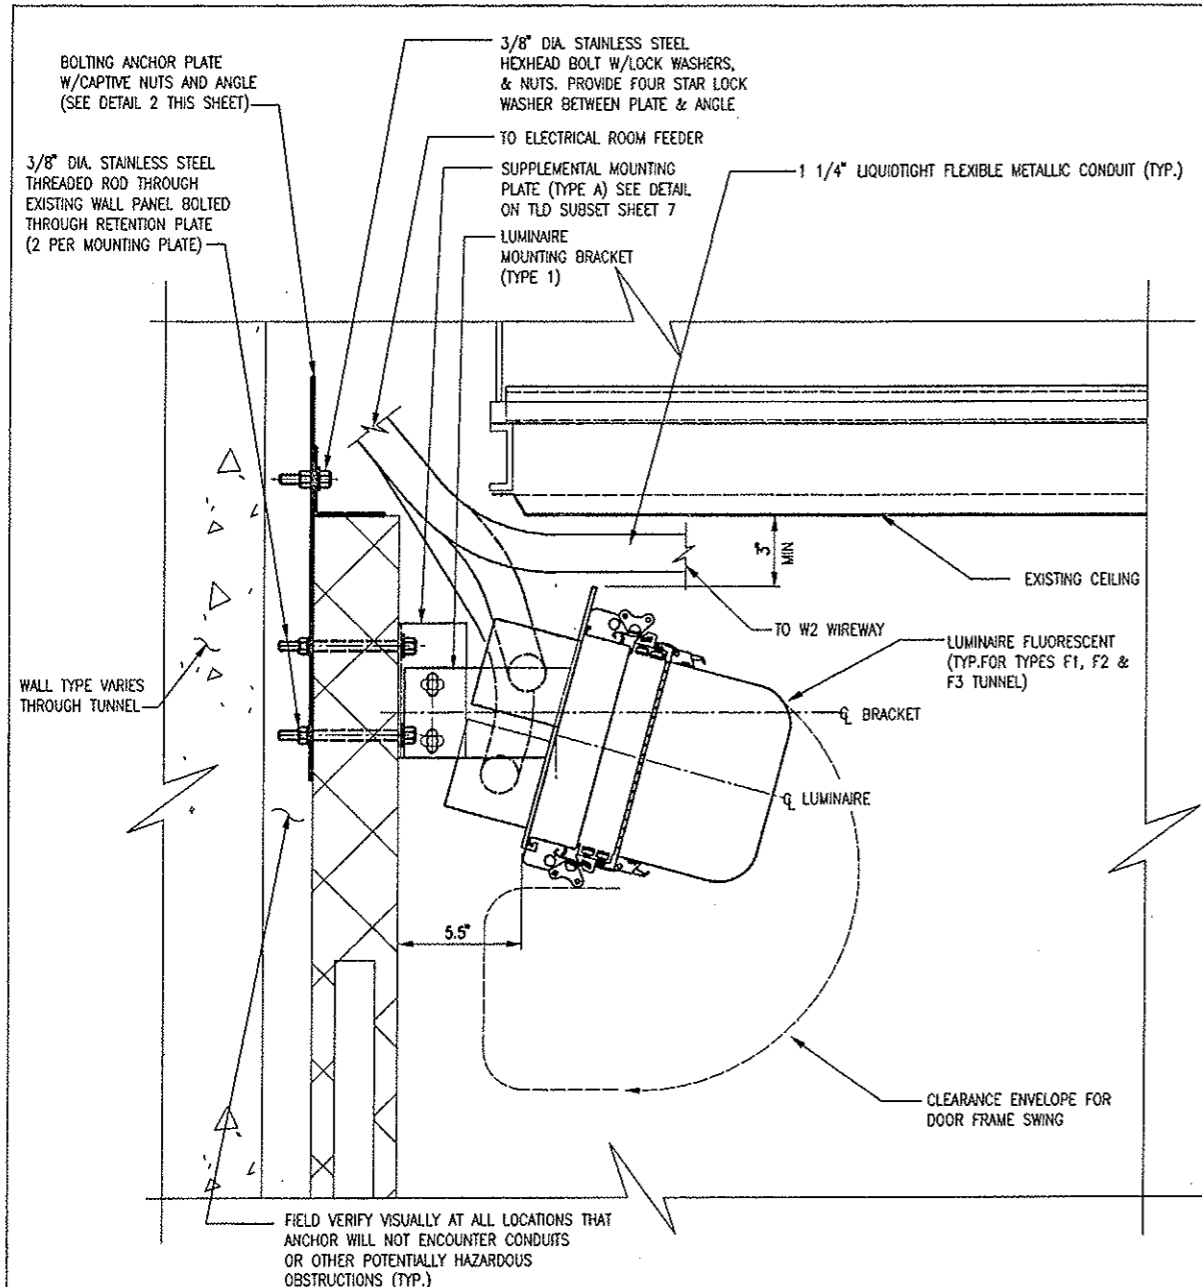 BOLTING ANCHOR PLATE
W/CAPTIVE NUTS AND ANGLE
(SEE DETAIL 2 THIS SHEET)
3/8" DIA. STAINLESS STEEL
HEXHEAD BOLT W/LOCK WASHERS,
& NUTS. PROVIDE FOUR STAR LOCK
WASHER BETWEEN PLATE & ANGLE
TO ELECTRICAL ROOM FEEDER
3/8" DIA. STAINLESS STEEL
THREADED ROD THROUGH
EXISTING WALL PANEL BOLTED
THROUGH RETENTION PLATE
(2 PER MOUNTING PLATE)
SUPPLEMENTAL MOUNTING
PLATE (TYPE A) SEE DETAIL
ON TLD SUBSET SHEET 7
1 1/4" LIQUIDTIGHT FLEXIBLE METALLIC CONDUIT (TYP.)
LUMINAIRE
MOUNTING BRACKET
(TYPE 1)
3"
MIN
EXISTING CEILING
TO W2 WIREWAY
LUMINAIRE FLUORESCENT
(TYP.FOR TYPES F1, F2 &
F3 TUNNEL)
WALL TYPE VARIES
THROUGH TUNNEL
℄ BRACKET
℄ LUMINAIRE
5.5"
CLEARANCE ENVELOPE FOR
DOOR FRAME SWING
FIELD VERIFY VISUALLY AT ALL LOCATIONS THAT
ANCHOR WILL NOT ENCOUNTER CONDUITS
OR OTHER POTENTIALLY HAZARDOUS
OBSTRUCTIONS (TYP.)